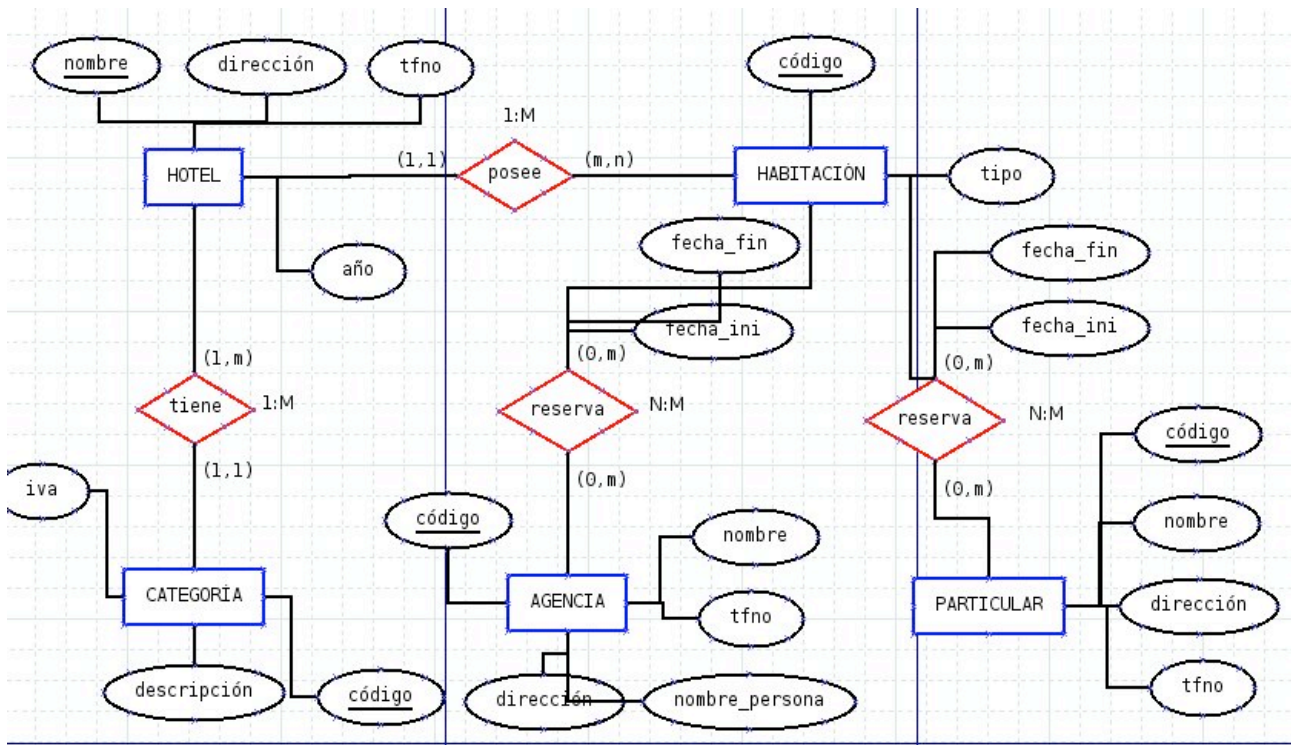 nombre
dirección
tfno
código
1:M
HOTEL
(1,1)
posee
(m,n)
HABITACIÓN
tipo
año
fecha_fin
fecha_ini
fecha_fin
fecha_ini
(1,m)
tiene
1:M
(1,1)
(0,m)
reserva
N:M
(0,m)
(0,m)
reserva
N:M
(0,m)
iva
CATEGORÍA
descripción
código
código
AGENCIA
nombre
tfno
dirección
nombre_persona
PARTICULAR
código
nombre
dirección
tfno